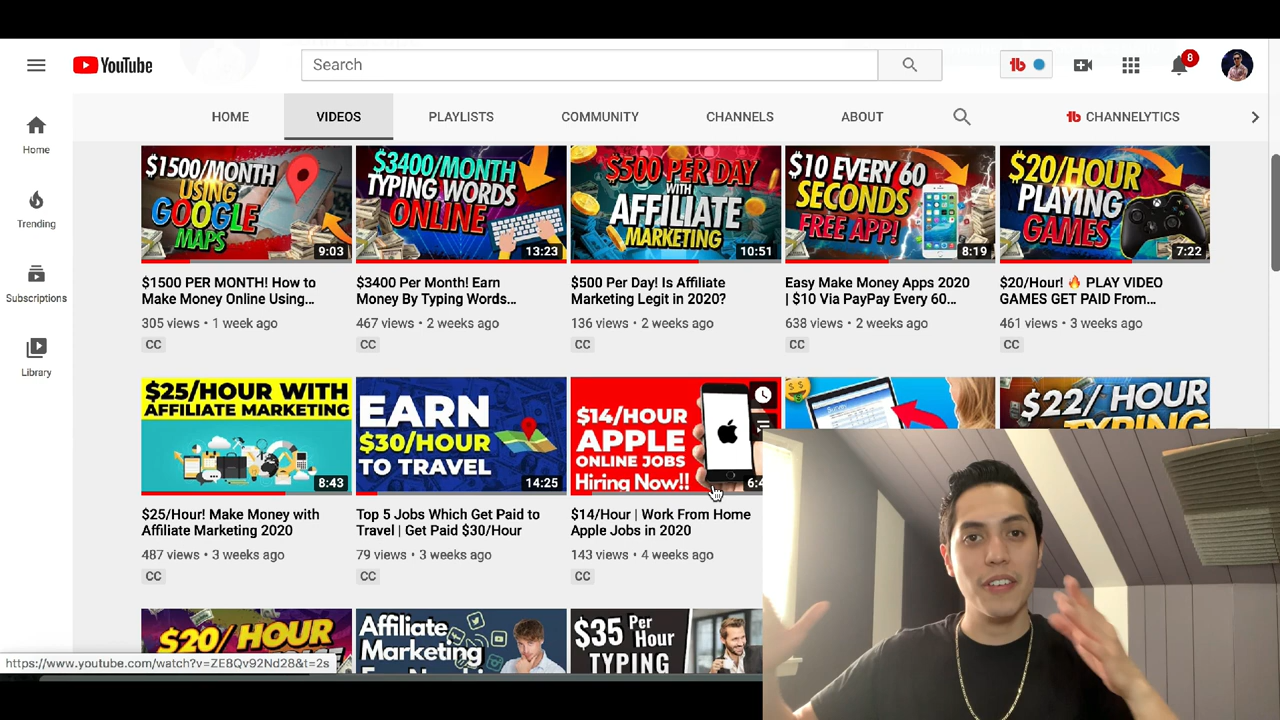 YouTube
Search
8
HOME
VIDEOS
PLAYLISTS
COMMUNITY
CHANNELS
ABOUT
CHANNELYTICS
Home
Trending
Subscriptions
Library
$1500/MONTH
USING
GOOGLE
MAPS
9:03
$1500 PER MONTH! How to
Make Money Online Using...
305 views • 1 week ago
CC
$3400/MONTH
TYPING WORDS
ONLINE
13:23
$3400 Per Month! Earn
Money By Typing Words...
467 views • 2 weeks ago
CC
$500 PER DAY
WITH
AFFILIATE
MARKETING
10:51
$500 Per Day! Is Affiliate
Marketing Legit in 2020?
136 views • 2 weeks ago
CC
$10 EVERY 60
SECONDS
FREE APP!
8:19
Easy Make Money Apps 2020
| $10 Via PayPay Every 60...
638 views • 2 weeks ago
CC
$20/HOUR
PLAYING
GAMES
7:22
$20/Hour! 🔥 PLAY VIDEO
GAMES GET PAID From...
461 views • 3 weeks ago
CC
$25/HOUR WITH
AFFILIATE MARKETING
8:43
$25/Hour! Make Money with
Affiliate Marketing 2020
487 views • 3 weeks ago
CC
EARN
$30/HOUR
TO TRAVEL
14:25
Top 5 Jobs Which Get Paid to
Travel | Get Paid $30/Hour
79 views • 3 weeks ago
CC
$14/HOUR
APPLE
ONLINE JOBS
Hiring Now!!
6:4
$14/Hour | Work From Home
Apple Jobs in 2020
143 views • 4 weeks ago
CC
$22/ HOUR
TYPING
$20/ HOUR
Affiliate
Marketing
$35 Per
Hour
TYPING
https://www.youtube.com/watch?v=ZE8Qv92Nd28&t=2s